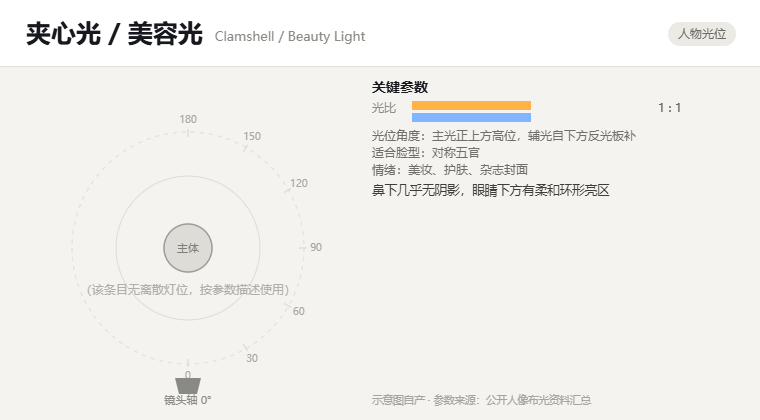 夹心光 / 美容光 Clamshell / Beauty Light
人物光位
关键参数
光比 1 : 1
光位角度：主光正上方高位，辅光自下方反光板补
适合脸型：对称五官
情绪：美妆、护肤、杂志封面
鼻下几乎无阴影，眼睛下方有柔和环形亮区
180
150
120
90
60
30
0
主体
(该条目无离散灯位，按参数描述使用)
镜头轴 0°
示意图自产 · 参数来源：公开人像布光资料汇总